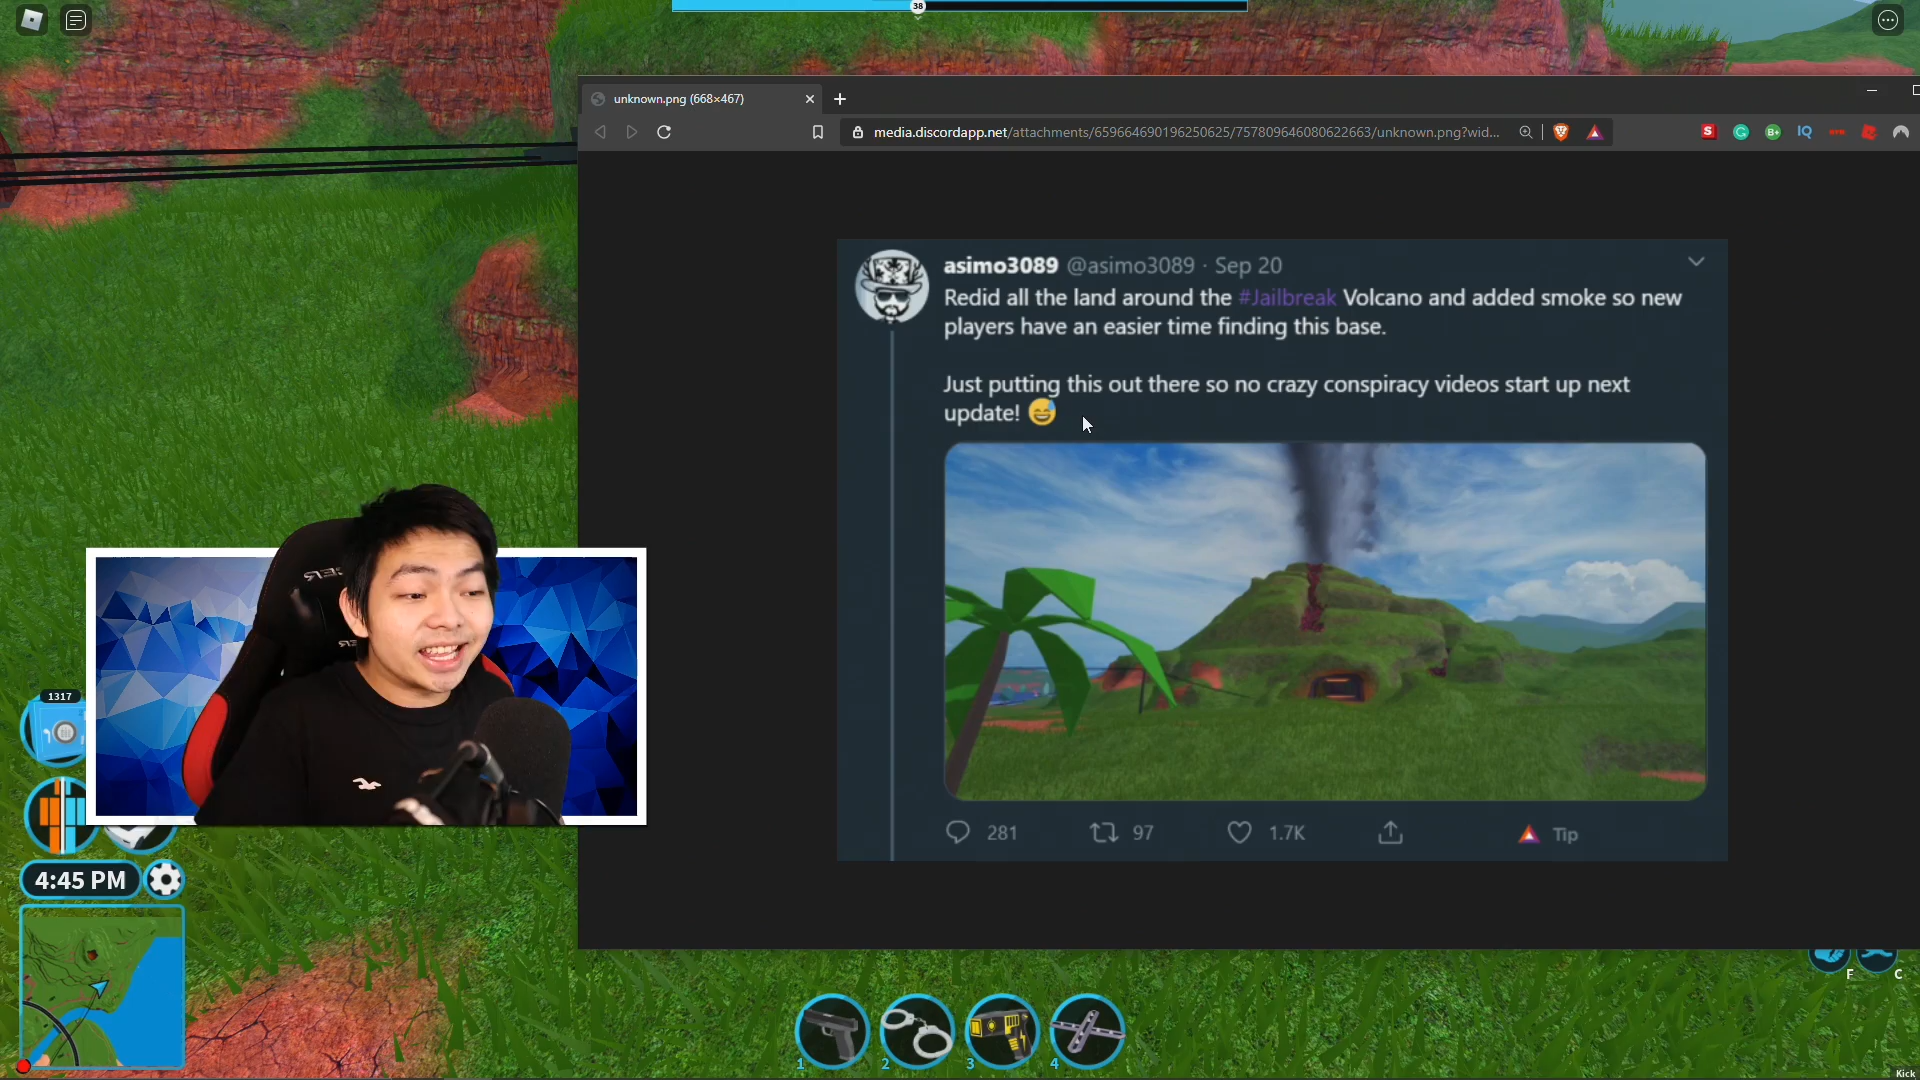 38
unknown.png (668×467)
media.discordapp.net/attachments/659664690196250625/757809646080622663/unknown.png?wid...
asimo3089 @asimo3089 · Sep 20
Redid all the land around the #Jailbreak Volcano and added smoke so new
players have an easier time finding this base.
Just putting this out there so no crazy conspiracy videos start up next
update! 😅
281 97 1.7K Tip
1317
4:45 PM
F C
1 2 3 4
Kick